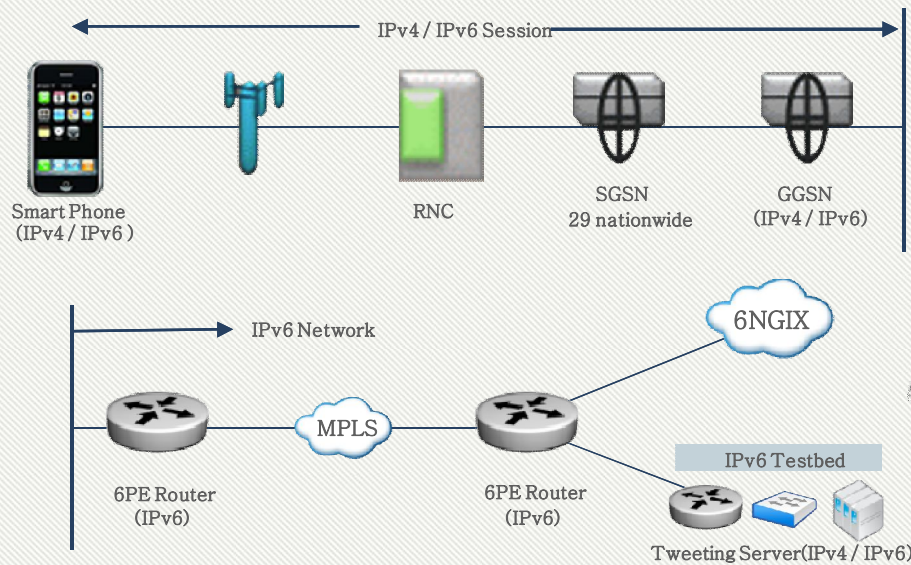 IPv4 / IPv6 Session
Smart Phone
(IPv4 / IPv6 )
RNC
SGSN
29 nationwide
GGSN
(IPv4 / IPv6)
IPv6 Network
6NGIX
MPLS
6PE Router
(IPv6)
6PE Router
(IPv6)
IPv6 Testbed
Tweeting Server(IPv4 / IPv6)